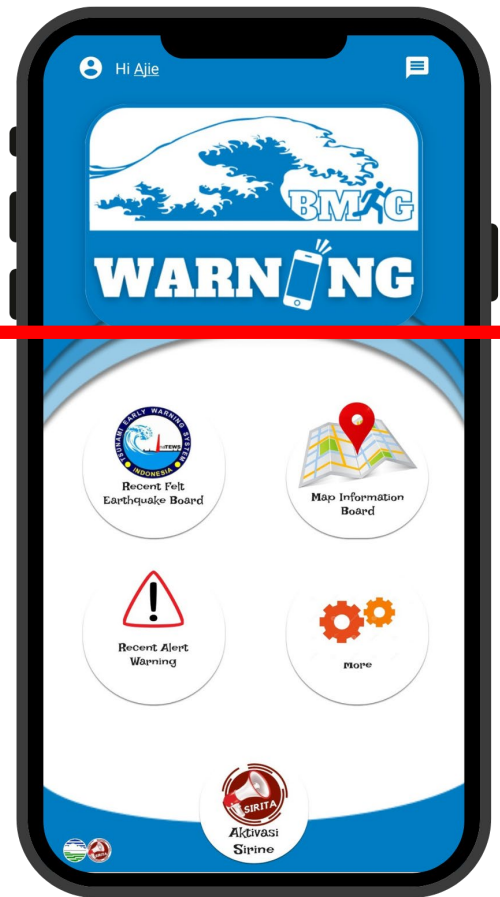 Hi Ajie
BMKG
WARNING
TSUNAMI EARLY WARNING SYSTEM
InaTEWS
INDONESIA
Recent Felt
Earthquake Board
Map Information
Board
Recent Alert
Warning
More
SIRITA
Aktivasi
Sirine